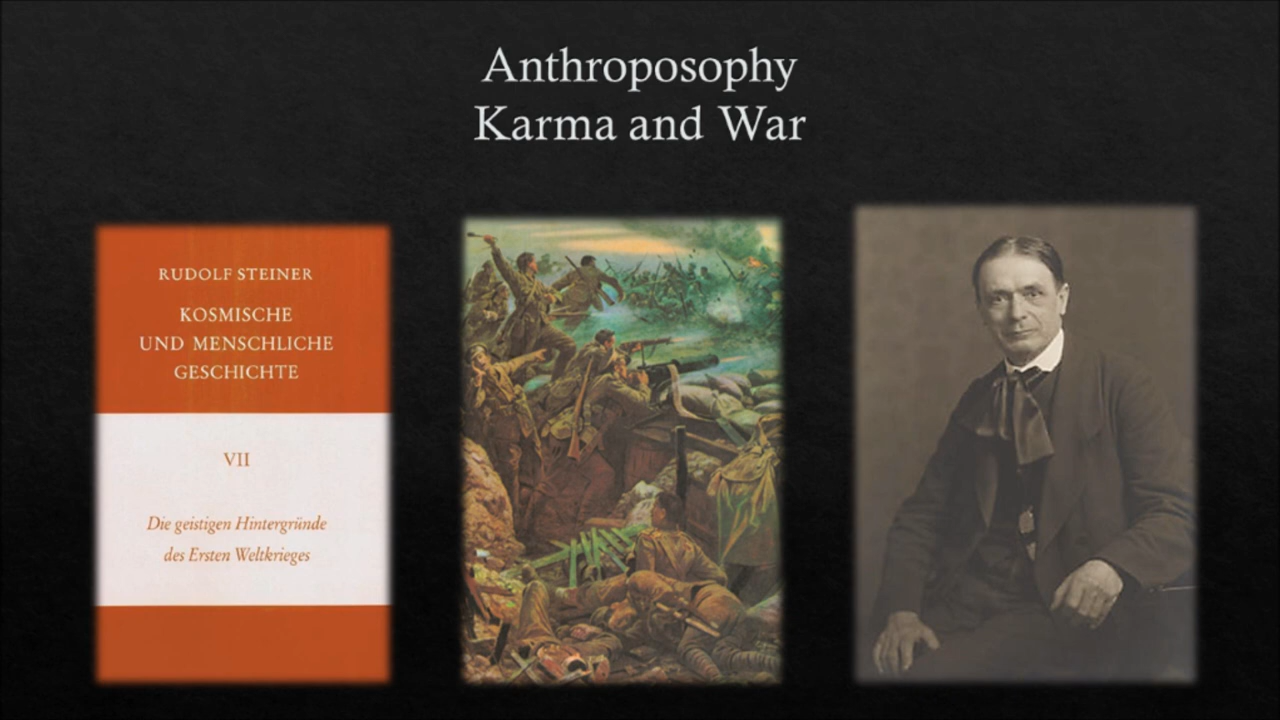 Anthroposophy
Karma and War
RUDOLF STEINER
KOSMISCHE
UND MENSCHLICHE
GESCHICHTE
VII
Die geistigen Hintergründe
des Ersten Weltkrieges